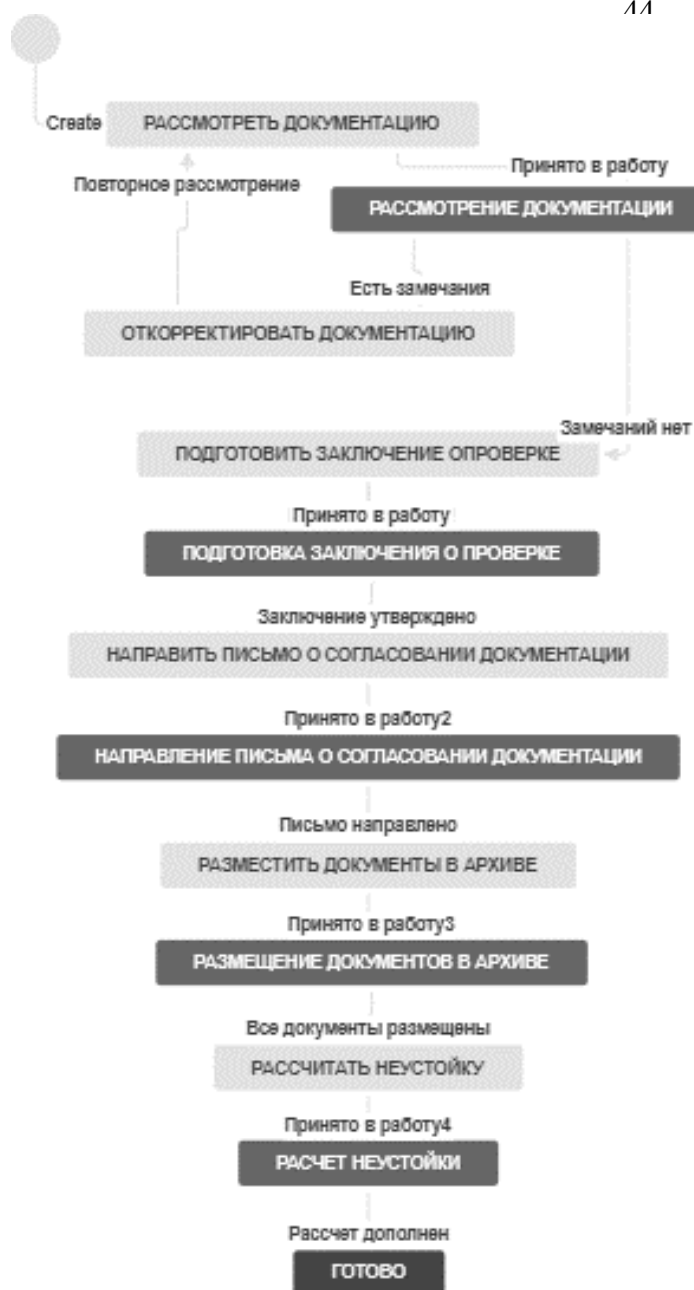 44
Create
РАССМОТРЕТЬ ДОКУМЕНТАЦИЮ
Принято в работу
Повторное рассмотрение
РАССМОТРЕНИЕ ДОКУМЕНТАЦИИ
Есть замечания
ОТКОРРЕКТИРОВАТЬ ДОКУМЕНТАЦИЮ
Замечаний нет
ПОДГОТОВИТЬ ЗАКЛЮЧЕНИЕ ОПРОВЕРКЕ
Принято в работу
ПОДГОТОВКА ЗАКЛЮЧЕНИЯ О ПРОВЕРКЕ
Заключение утверждено
НАПРАВИТЬ ПИСЬМО О СОГЛАСОВАНИИ ДОКУМЕНТАЦИИ
Принято в работу2
НАПРАВЛЕНИЕ ПИСЬМА О СОГЛАСОВАНИИ ДОКУМЕНТАЦИИ
Письмо направлено
РАЗМЕСТИТЬ ДОКУМЕНТЫ В АРХИВЕ
Принято в работу3
РАЗМЕЩЕНИЕ ДОКУМЕНТОВ В АРХИВЕ
Все документы размещены
РАССЧИТАТЬ НЕУСТОЙКУ
Принято в работу4
РАСЧЕТ НЕУСТОЙКИ
Рассчет дополнен
ГОТОВО